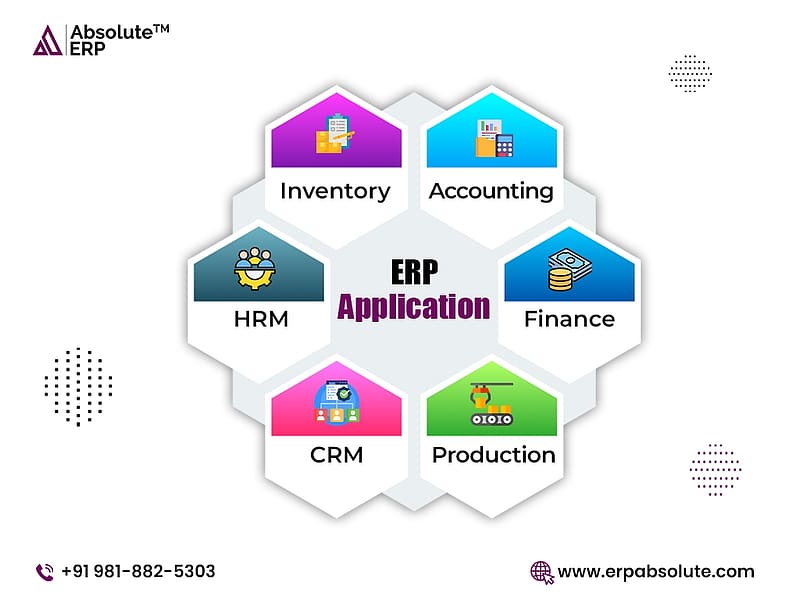 Absolute™
ERP
Inventory
Accounting
ERP
Application
HRM
Finance
CRM
Production
+91 981-882-5303
www.erpabsolute.com